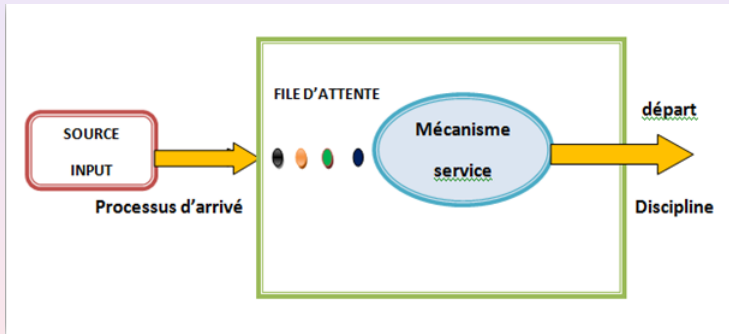 SOURCE
INPUT
Processus d'arrivé
FILE D'ATTENTE
Mécanisme
service
départ
Discipline